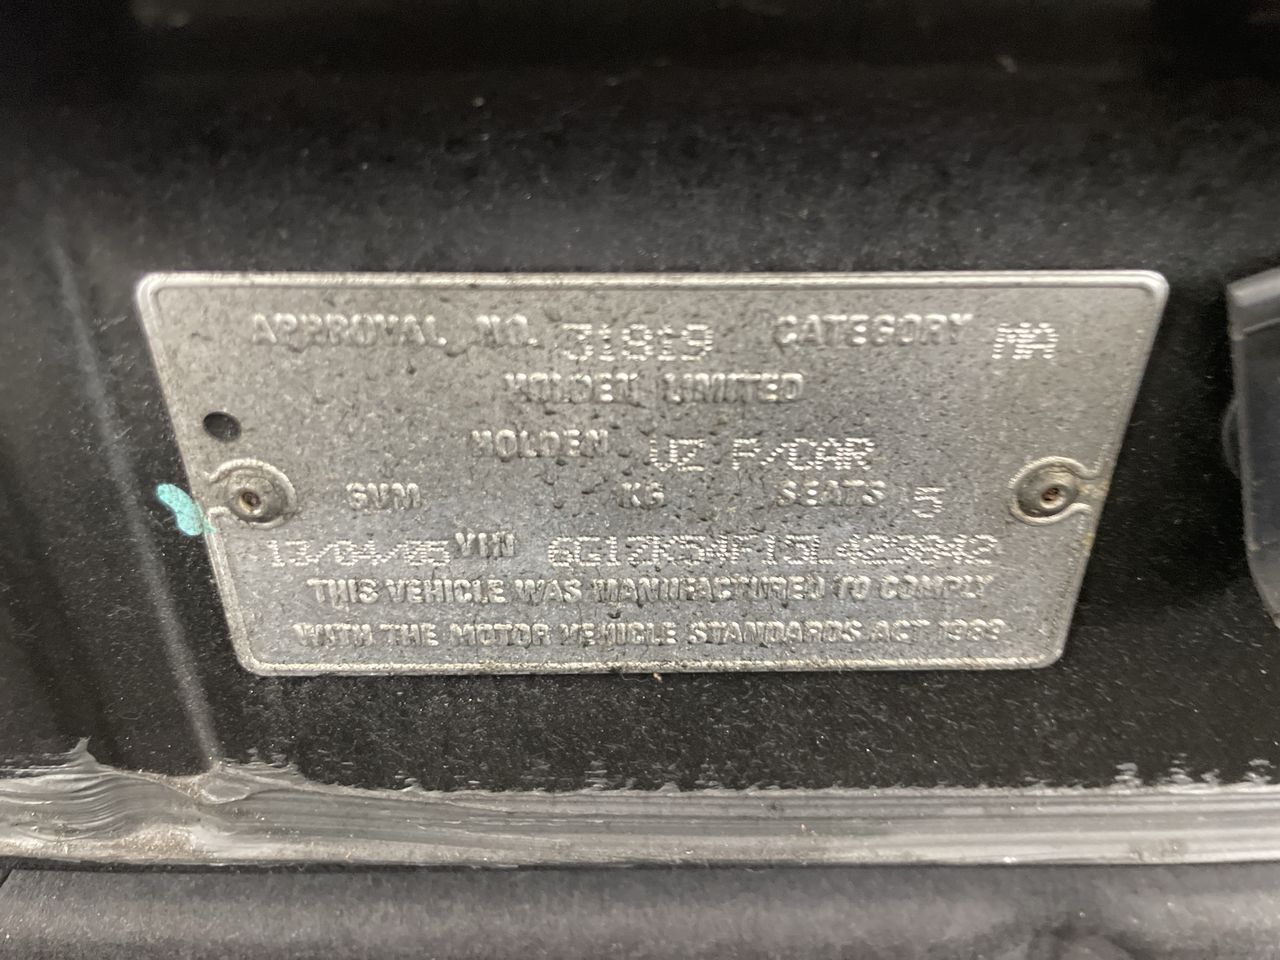 APPROVAL NO. 31919 CATEGORY MA
HOLDEN LIMITED
HOLDEN VZ P/CAR
GVM KG SEATS 5
13/04/05 VIN
THIS VEHICLE WAS MANUFACTURED TO COMPLY
WITH THE MOTOR VEHICLE STANDARDS ACT 1989